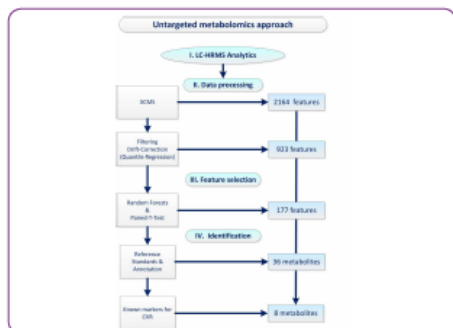 Untargeted metabolomics approach
I. LC-HRMS Analytics
II. Data processing
XCMS
2164 features
Filtering
Drift-Correction
(Quantile-Regression)
923 features
III. Feature selection
Random Forests
&
Paired-T-Test
177 features
IV. Identification
Reference
Standards &
Annotation
36 metabolites
Known markers for
8 metabolites